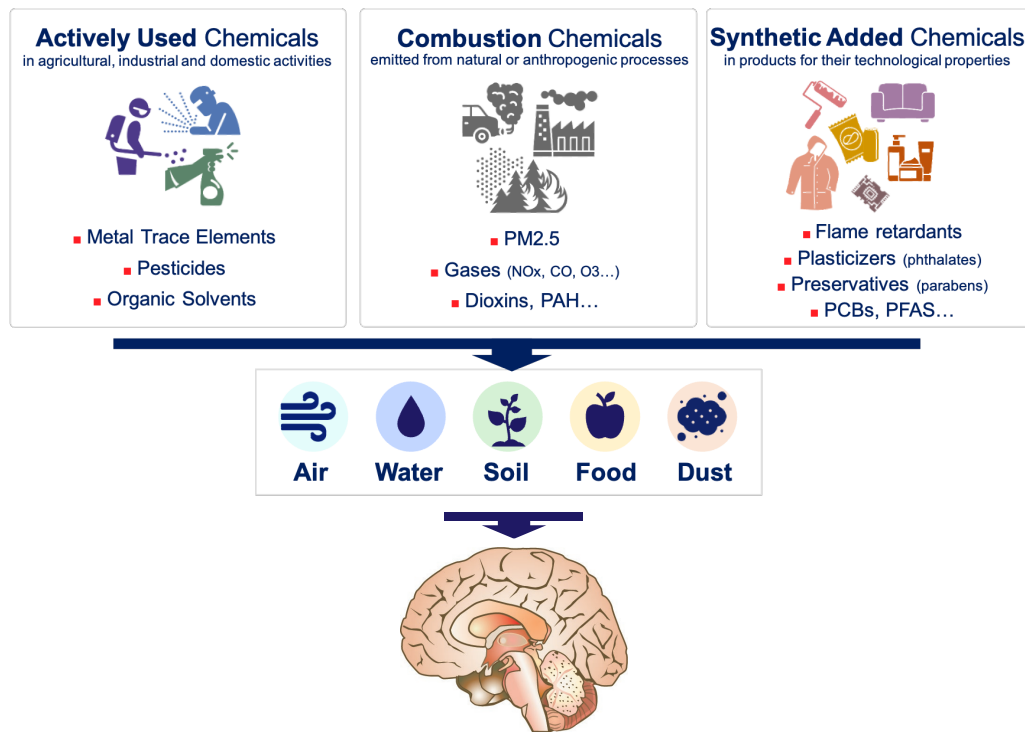 Actively Used Chemicals
in agricultural, industrial and domestic activities
Metal Trace Elements
Pesticides
Organic Solvents
Combustion Chemicals
emitted from natural or anthropogenic processes
PM2.5
Gases (NOx, CO, O3...)
Dioxins, PAH...
Synthetic Added Chemicals
in products for their technological properties
Flame retardants
Plasticizers (phthalates)
Preservatives (parabens)
PCBs, PFAS...
Air Water Soil Food Dust